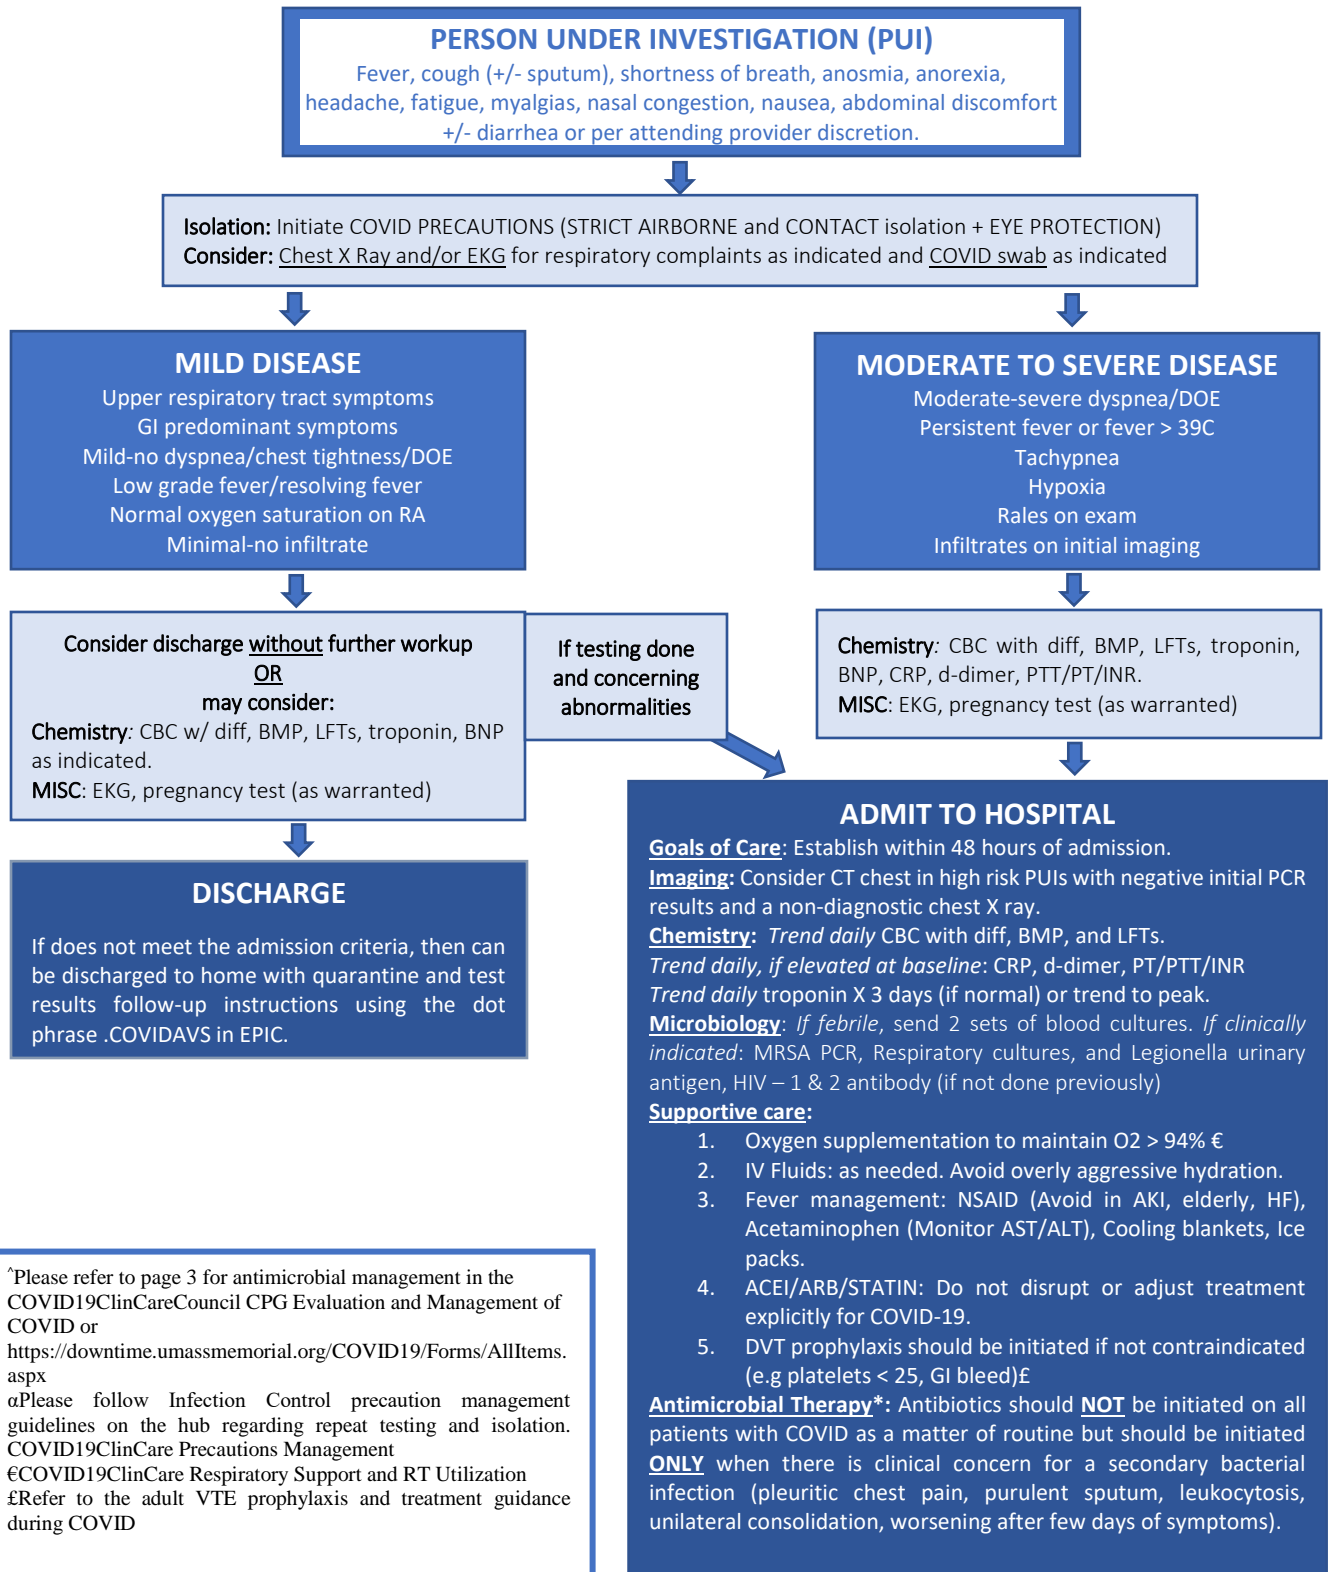 PERSON UNDER INVESTIGATION (PUI)
Fever, cough (+/- sputum), shortness of breath, anosmia, anorexia,
headache, fatigue, myalgias, nasal congestion, nausea, abdominal discomfort
+/- diarrhea or per attending provider discretion.
Isolation: Initiate COVID PRECAUTIONS (STRICT AIRBORNE and CONTACT isolation + EYE PROTECTION)
Consider: Chest X Ray and/or EKG for respiratory complaints as indicated and COVID swab as indicated
MILD DISEASE
Upper respiratory tract symptoms
GI predominant symptoms
Mild-no dyspnea/chest tightness/DOE
Low grade fever/resolving fever
Normal oxygen saturation on RA
Minimal-no infiltrate
MODERATE TO SEVERE DISEASE
Moderate-severe dyspnea/DOE
Persistent fever or fever > 39C
Tachypnea
Hypoxia
Rales on exam
Infiltrates on initial imaging
Consider discharge without further workup
OR
may consider:
Chemistry: CBC w/ diff, BMP, LFTs, troponin, BNP
as indicated.
MISC: EKG, pregnancy test (as warranted)
If testing done
and concerning
abnormalities
Chemistry: CBC with diff, BMP, LFTs, troponin,
BNP, CRP, d-dimer, PTT/PT/INR.
MISC: EKG, pregnancy test (as warranted)
DISCHARGE
If does not meet the admission criteria, then can
be discharged to home with quarantine and test
results follow-up instructions using the dot
phrase .COVIDAVS in EPIC.
ADMIT TO HOSPITAL
Goals of Care: Establish within 48 hours of admission.
Imaging: Consider CT chest in high risk PUIs with negative initial PCR
results and a non-diagnostic chest X ray.
Chemistry: Trend daily CBC with diff, BMP, and LFTs.
Trend daily, if elevated at baseline: CRP, d-dimer, PT/PTT/INR
Trend daily troponin X 3 days (if normal) or trend to peak.
Microbiology: If febrile, send 2 sets of blood cultures. If clinically
indicated: MRSA PCR, Respiratory cultures, and Legionella urinary
antigen, HIV – 1 & 2 antibody (if not done previously)
Supportive care:
1. Oxygen supplementation to maintain O2 > 94% €
2. IV Fluids: as needed. Avoid overly aggressive hydration.
3. Fever management: NSAID (Avoid in AKI, elderly, HF),
Acetaminophen (Monitor AST/ALT), Cooling blankets, Ice
packs.
4. ACEI/ARB/STATIN: Do not disrupt or adjust treatment
explicitly for COVID-19.
5. DVT prophylaxis should be initiated if not contraindicated
(e.g platelets < 25, GI bleed)£
Antimicrobial Therapy*: Antibiotics should NOT be initiated on all
patients with COVID as a matter of routine but should be initiated
ONLY when there is clinical concern for a secondary bacterial
infection (pleuritic chest pain, purulent sputum, leukocytosis,
unilateral consolidation, worsening after few days of symptoms).
^Please refer to page 3 for antimicrobial management in the
COVID19ClinCareCouncil CPG Evaluation and Management of
COVID or
https://downtime.umassmemorial.org/COVID19/Forms/AllItems.
aspx
αPlease follow Infection Control precaution management
guidelines on the hub regarding repeat testing and isolation.
COVID19ClinCare Precautions Management
€COVID19ClinCare Respiratory Support and RT Utilization
£Refer to the adult VTE prophylaxis and treatment guidance
during COVID